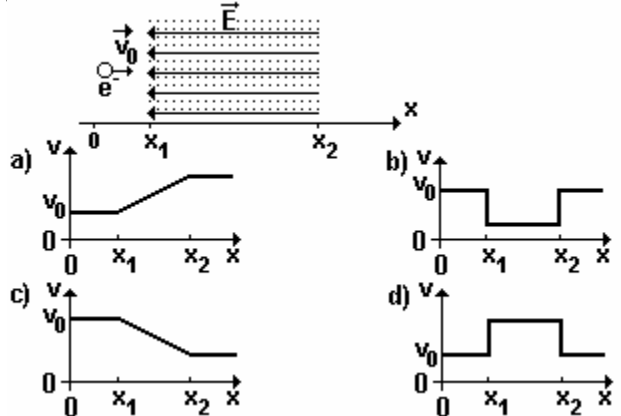 E
v₀
e⁻
x
0 x₁ x₂
a) v b) v
v₀ v₀
0 0
0 x₁ x₂ x 0 x₁ x₂ x
c) v d) v
v₀ v₀
0 0
0 x₁ x₂ x 0 x₁ x₂ x